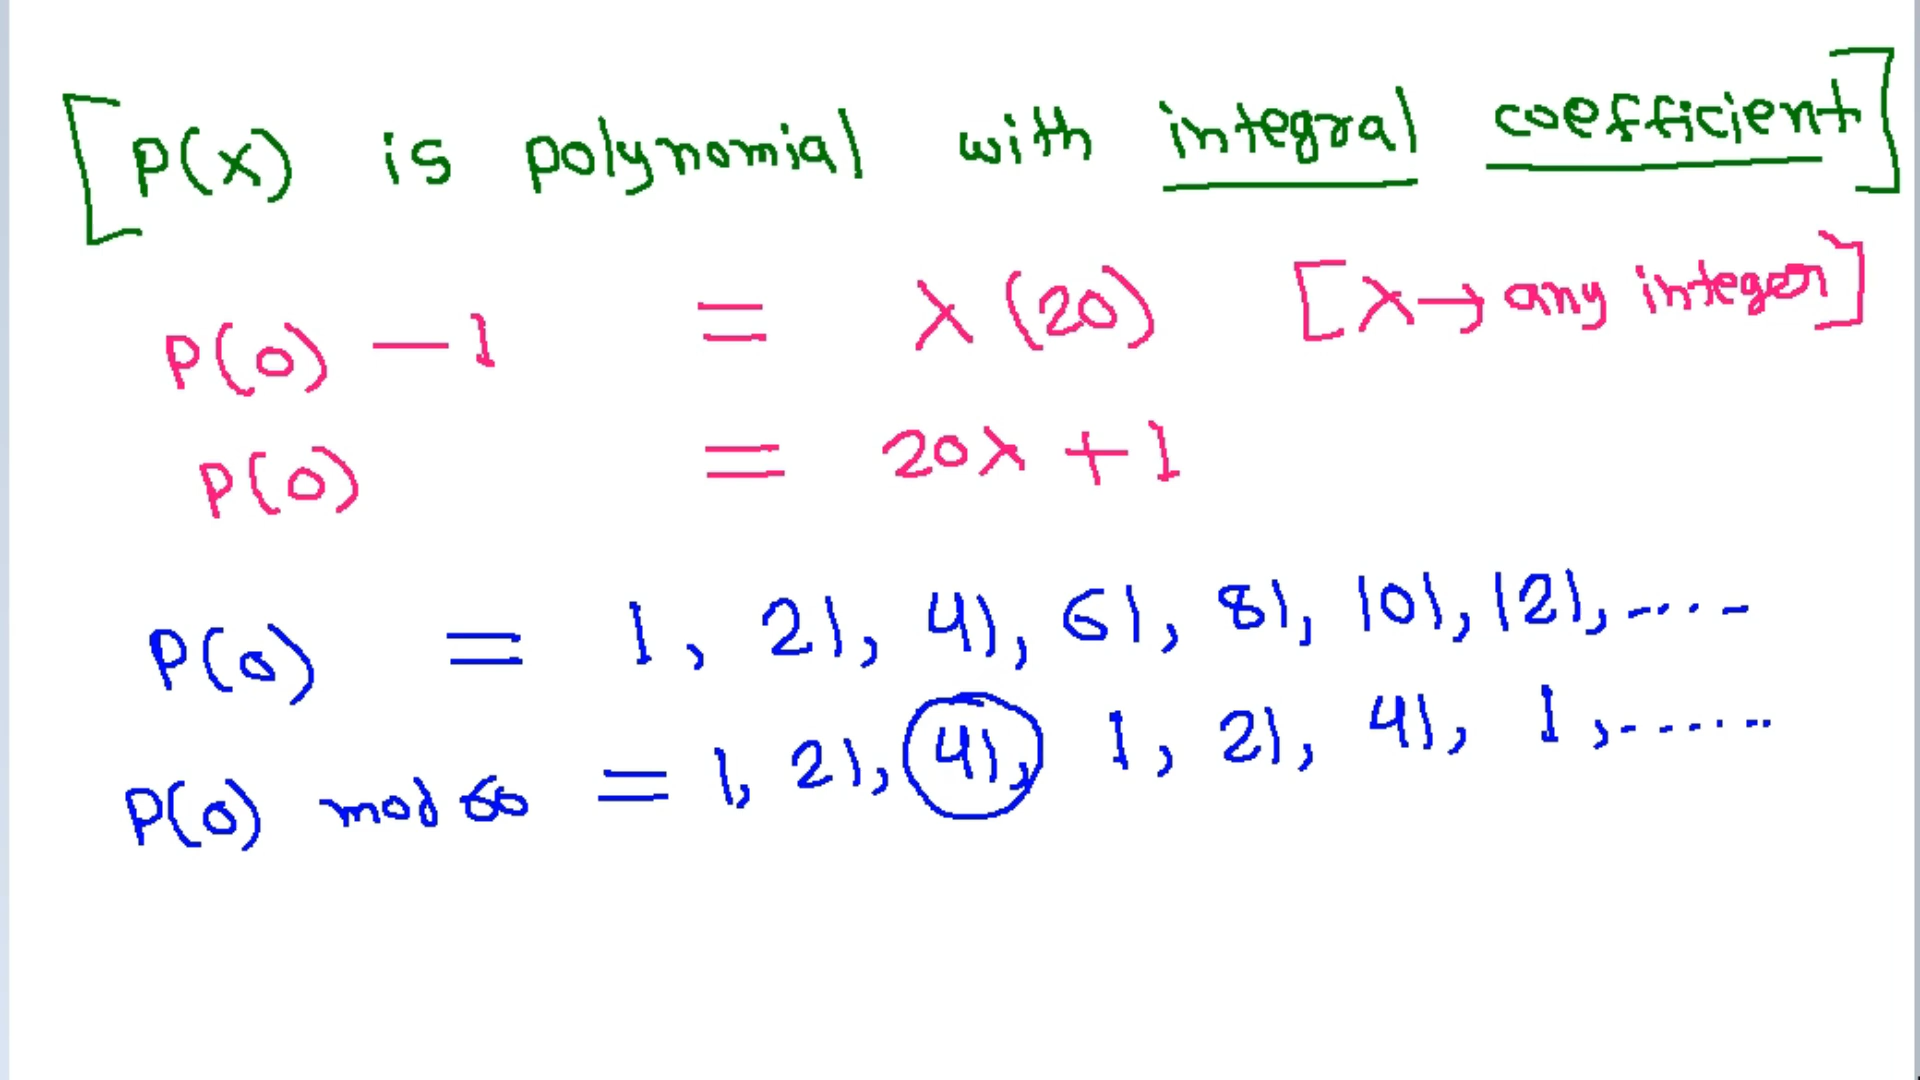 [P(x) is polynomial with integral coefficient]
P(0) - 1 = λ(20) [λ → any integer]
P(0) = 20λ + 1
P(0) = 1, 21, 41, 61, 81, 101, 121, ....
P(0) mod 60 = 1, 21, 41, 1, 21, 41, 1, ......